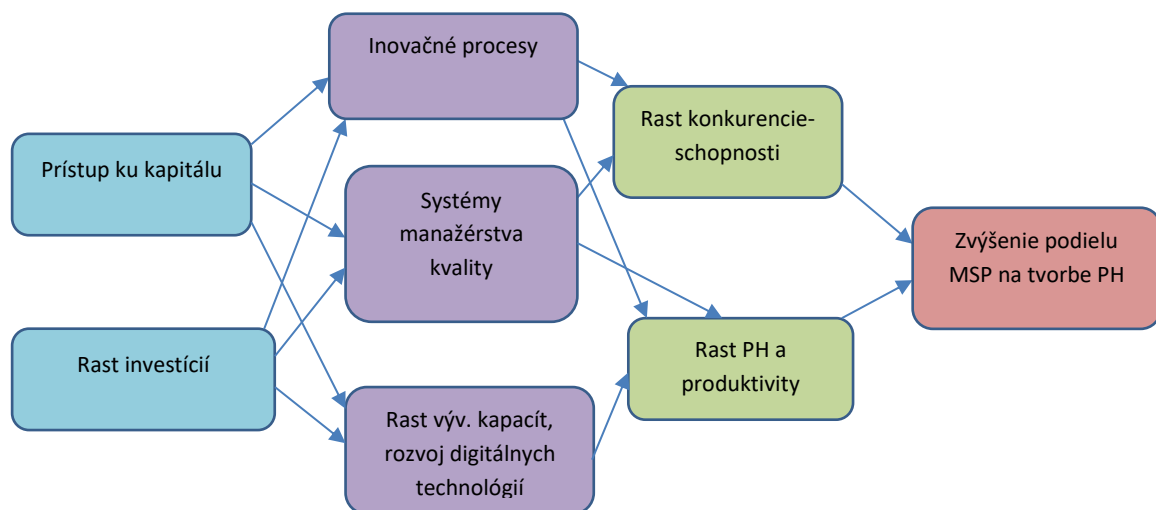 Inovačné procesy
Prístup ku kapitálu
Systémy
manažérstva
kvality
Rast investícií
Rast výv. kapacít,
rozvoj digitálnych
technológií
Rast konkurencie-
schopnosti
Rast PH a
produktivity
Zvýšenie podielu
MSP na tvorbe PH